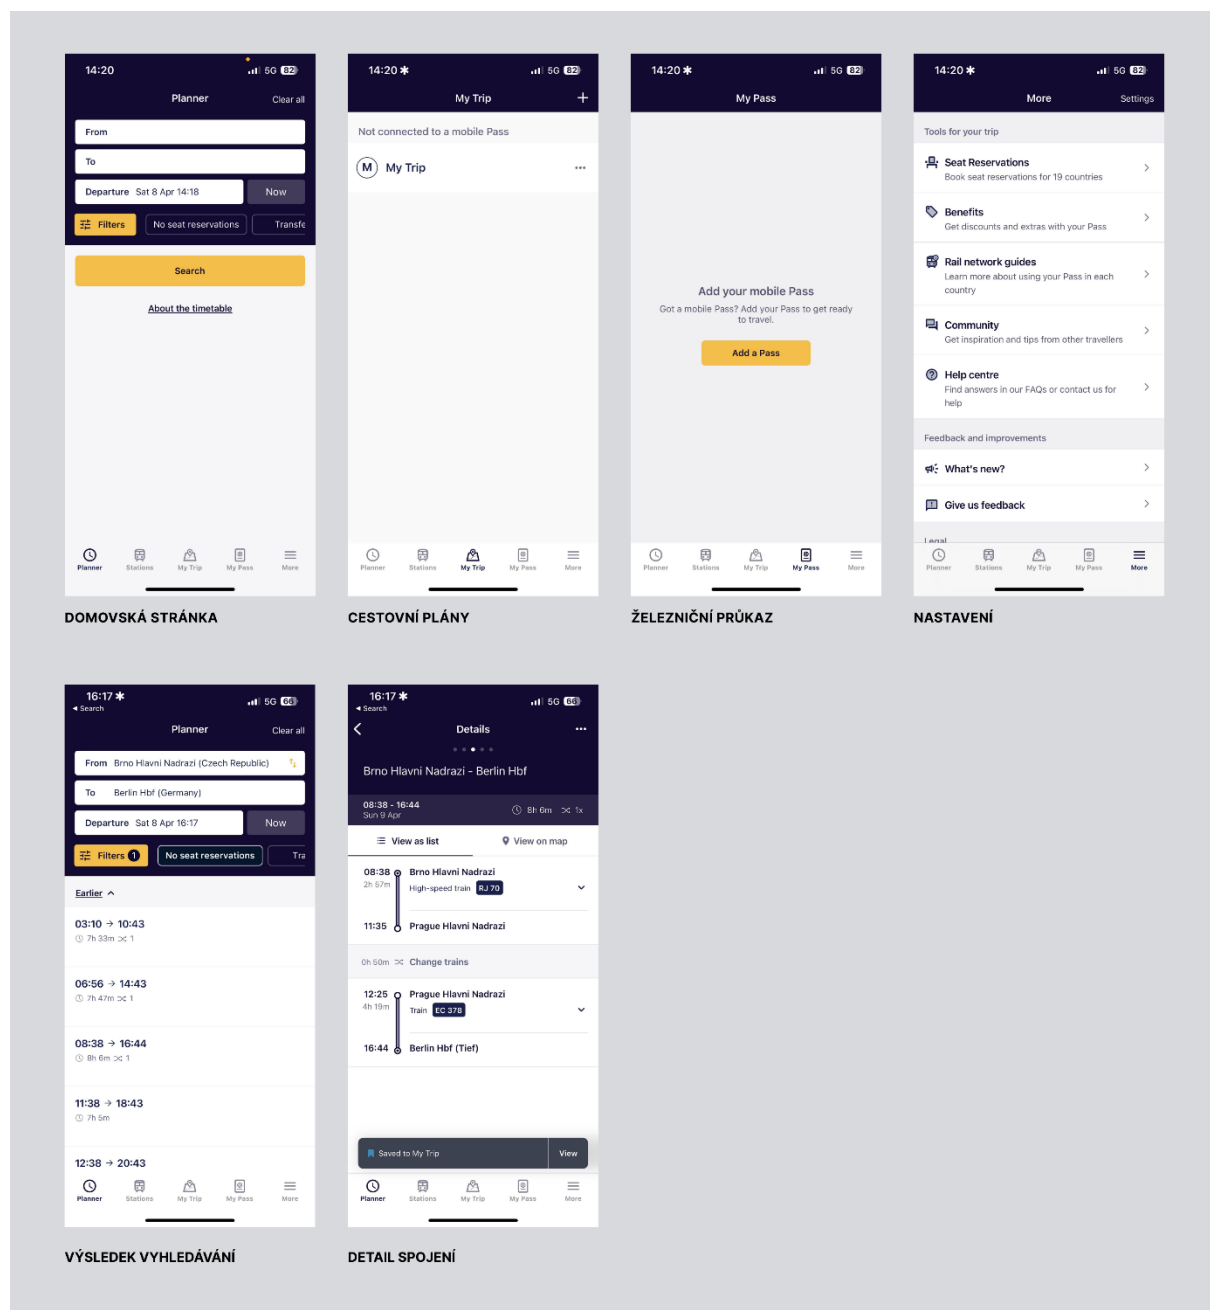 14:20
5G 82
Planner
Clear all
From
To
Departure Sat 8 Apr 14:18
Now
Filters
No seat reservations
Transfe
Search
About the timetable
Planner
Stations
My Trip
My Pass
More
DOMOVSKÁ STRÁNKA
14:20
5G 82
My Trip
Not connected to a mobile Pass
M My Trip
Planner
Stations
My Trip
My Pass
More
CESTOVNÍ PLÁNY
14:20
5G 82
My Pass
Add your mobile Pass
Got a mobile Pass? Add your Pass to get ready
to travel.
Add a Pass
Planner
Stations
My Trip
My Pass
More
ŽELEZNIČNÍ PRŮKAZ
14:20
5G 82
More
Settings
Tools for your trip
Seat Reservations
Book seat reservations for 19 countries
Benefits
Get discounts and extras with your Pass
Rail network guides
Learn more about using your Pass in each
country
Community
Get inspiration and tips from other travellers
Help centre
Find answers in our FAQs or contact us for
help
Feedback and improvements
What's new?
Give us feedback
Legal
Planner
Stations
My Trip
My Pass
More
NASTAVENÍ
16:17
Search
5G 66
Planner
Clear all
From Brno Hlavni Nadrazi (Czech Republic)
To Berlin Hbf (Germany)
Departure Sat 8 Apr 16:17
Now
Filters 1
No seat reservations
Tra
Earlier
03:10 → 10:43
7h 33m 1
06:56 → 14:43
7h 47m 1
08:38 → 16:44
8h 6m 1
11:38 → 18:43
7h 5m
12:38 → 20:43
Planner
Stations
My Trip
My Pass
More
VÝSLEDEK VYHLEDÁVÁNÍ
16:17
Search
5G 66
Details
Brno Hlavni Nadrazi - Berlin Hbf
08:38 - 16:44
Sun 9 Apr
8h 6m 1x
View as list
View on map
08:38 Brno Hlavni Nadrazi
2h 57m High-speed train RJ 70
11:35 Prague Hlavni Nadrazi
0h 50m Change trains
12:25 Prague Hlavni Nadrazi
4h 19m Train EC 378
16:44 Berlin Hbf (Tief)
Saved to My Trip
View
Planner
Stations
My Trip
My Pass
More
DETAIL SPOJENÍ